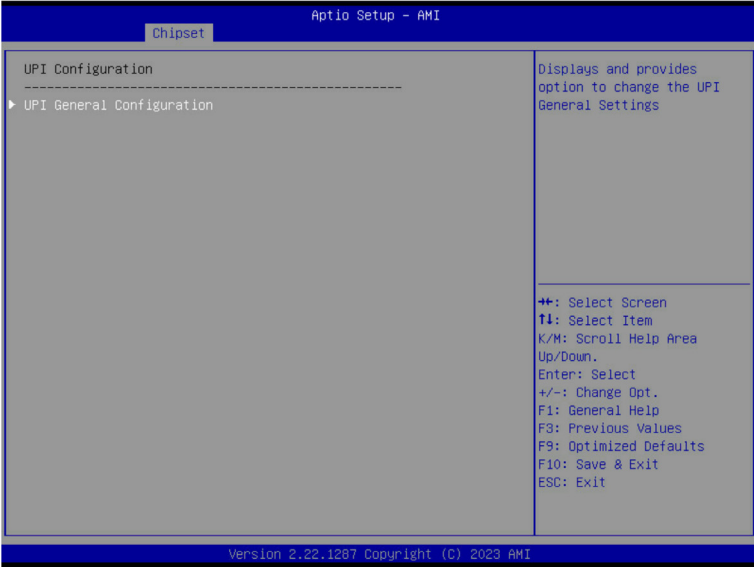 Aptio Setup – AMI
Chipset
UPI Configuration
--------------------------------------------------
▶ UPI General Configuration
Displays and provides
option to change the UPI
General Settings
→←: Select Screen
↑↓: Select Item
K/M: Scroll Help Area
Up/Down.
Enter: Select
+/-: Change Opt.
F1: General Help
F3: Previous Values
F9: Optimized Defaults
F10: Save & Exit
ESC: Exit
Version 2.22.1287 Copyright (C) 2023 AMI